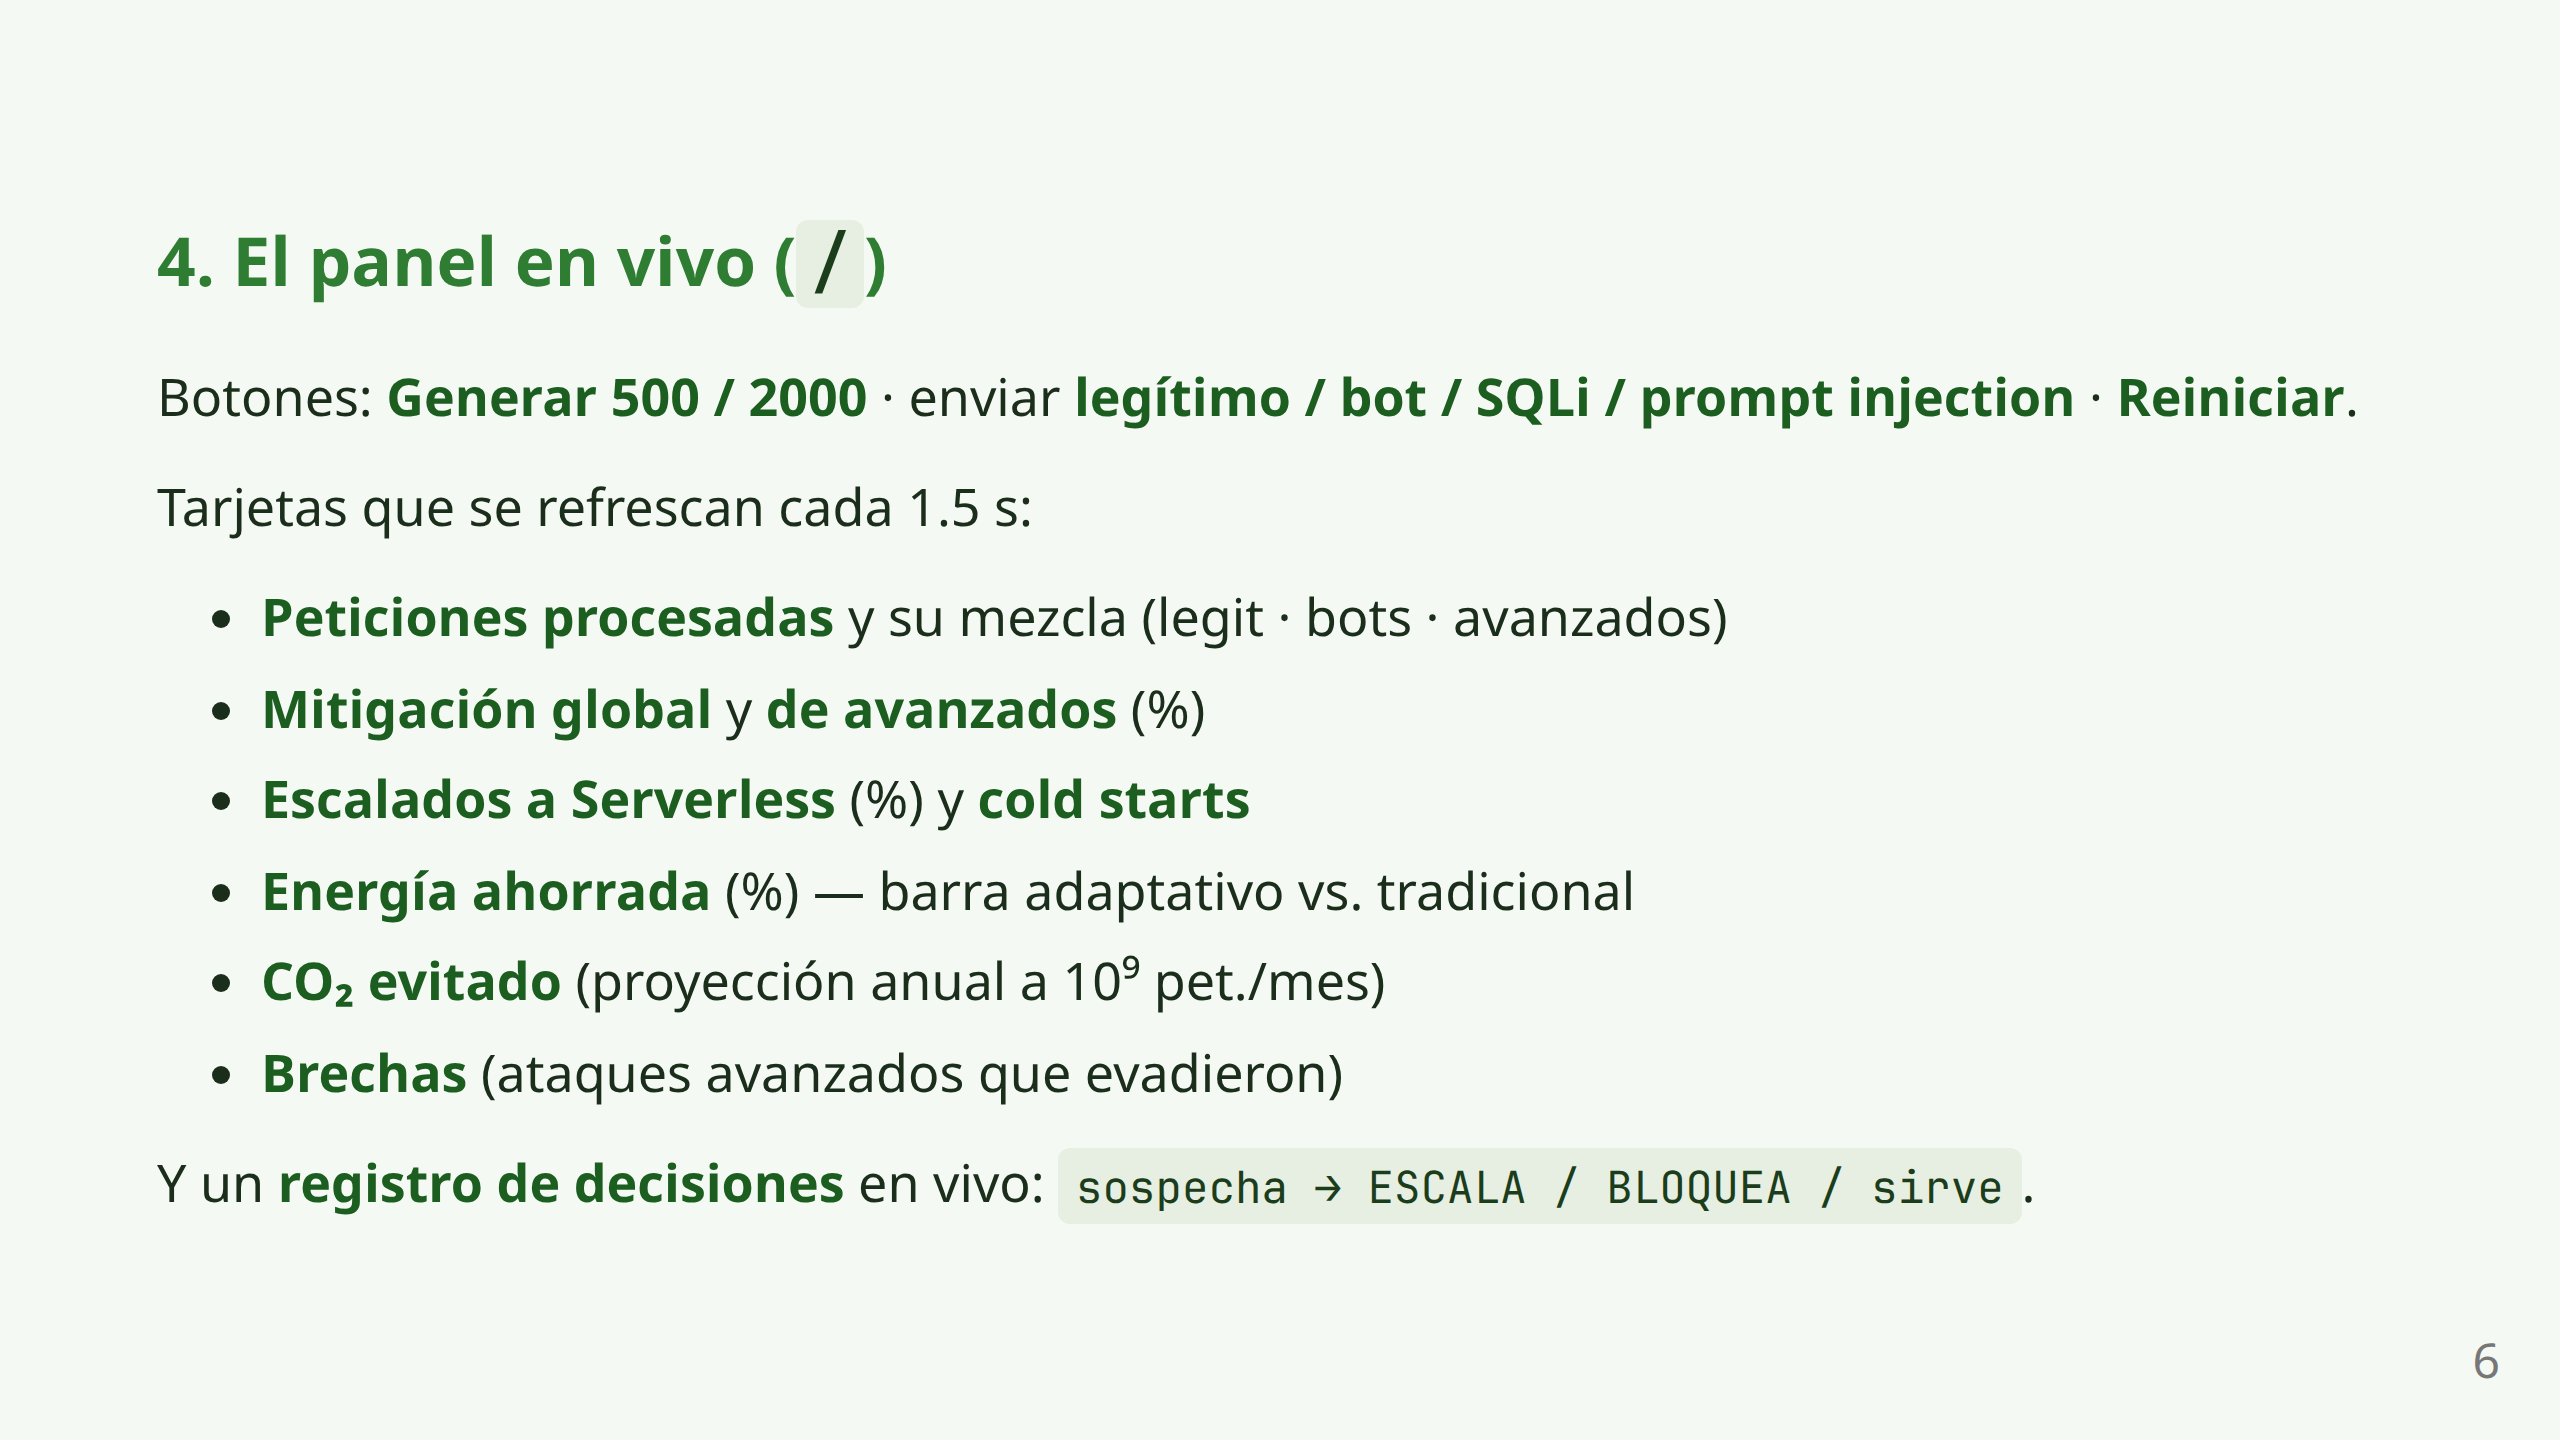 4. El panel en vivo ( / )
Botones: Generar 500 / 2000 · enviar legítimo / bot / SQLi / prompt injection · Reiniciar.
Tarjetas que se refrescan cada 1.5 s:
• Peticiones procesadas y su mezcla (legit · bots · avanzados)
• Mitigación global y de avanzados (%)
• Escalados a Serverless (%) y cold starts
• Energía ahorrada (%) — barra adaptativo vs. tradicional
• CO₂ evitado (proyección anual a 10⁹ pet./mes)
• Brechas (ataques avanzados que evadieron)
Y un registro de decisiones en vivo: sospecha → ESCALA / BLOQUEA / sirve .
6